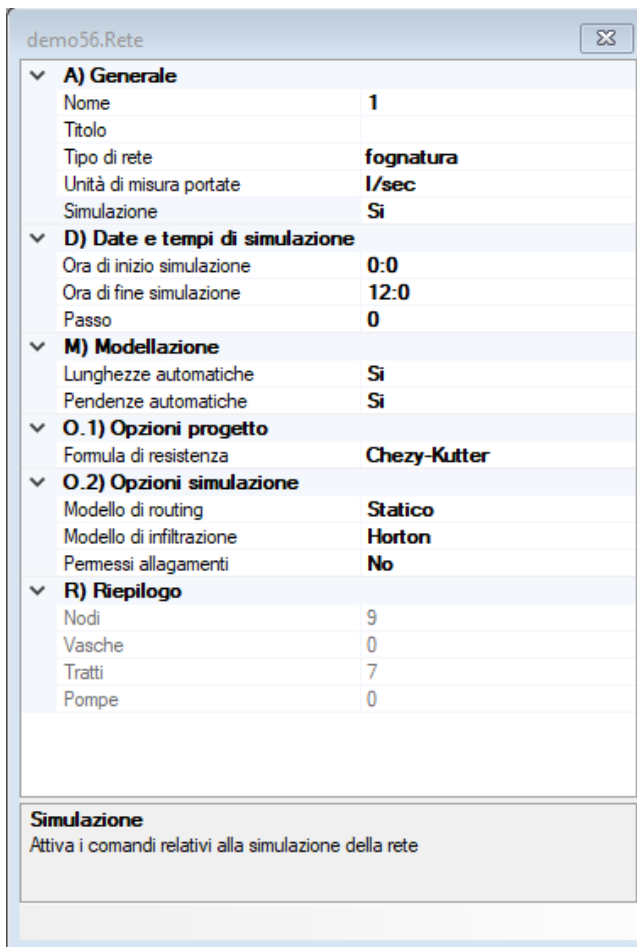 demo56.Rete
A) Generale
Nome 1
Titolo
Tipo di rete fognatura
Unità di misura portate l/sec
Simulazione Si
D) Date e tempi di simulazione
Ora di inizio simulazione 0:0
Ora di fine simulazione 12:0
Passo 0
M) Modellazione
Lunghezze automatiche Si
Pendenze automatiche Si
O.1) Opzioni progetto
Formula di resistenza Chezy-Kutter
O.2) Opzioni simulazione
Modello di routing Statico
Modello di infiltrazione Horton
Permessi allagamenti No
R) Riepilogo
Nodi 9
Vasche 0
Tratti 7
Pompe 0
Simulazione
Attiva i comandi relativi alla simulazione della rete